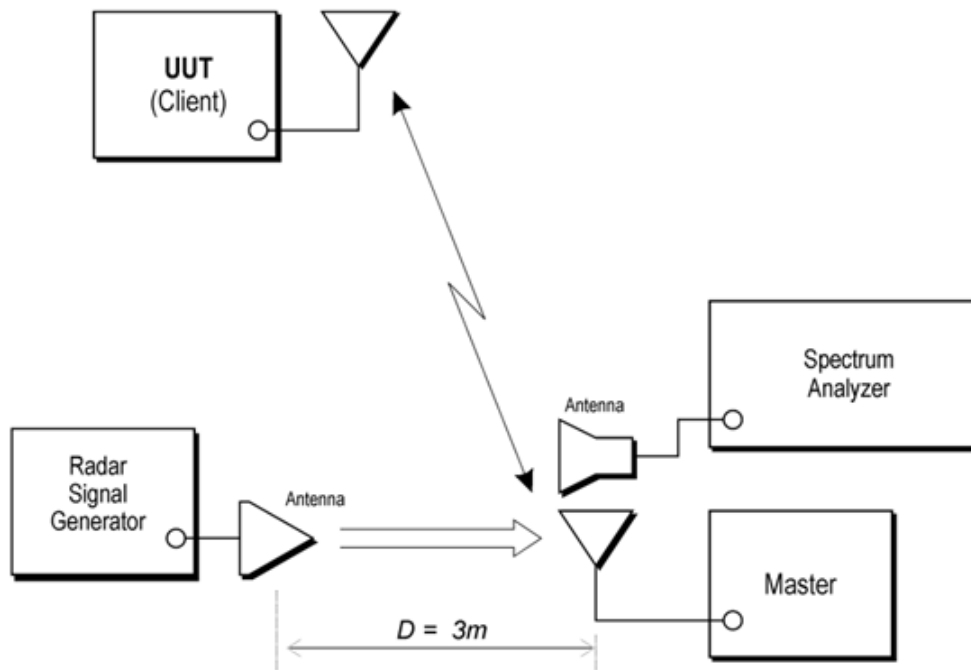 UUT
(Client)
Spectrum
Analyzer
Antenna
Radar
Signal
Generator
Antenna
Master
D = 3m